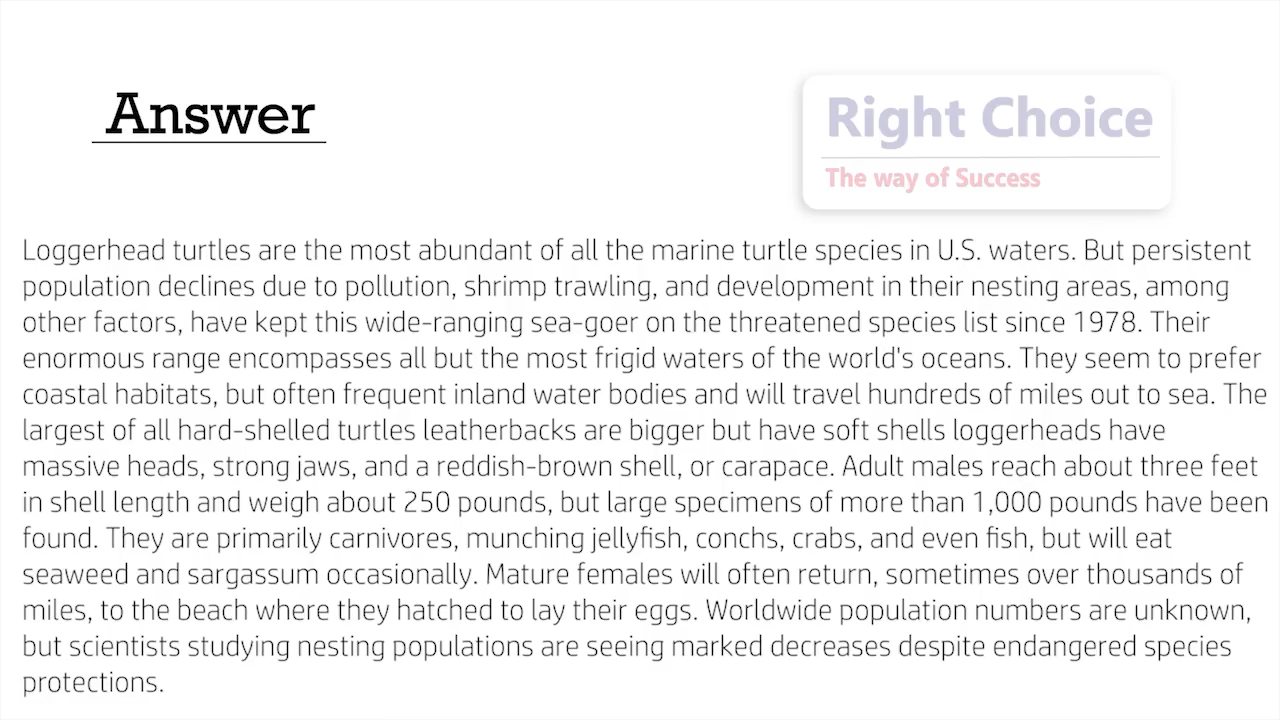 Answer
Right Choice
The way of Success
Loggerhead turtles are the most abundant of all the marine turtle species in U.S. waters. But persistent
population declines due to pollution, shrimp trawling, and development in their nesting areas, among
other factors, have kept this wide-ranging sea-goer on the threatened species list since 1978. Their
enormous range encompasses all but the most frigid waters of the world's oceans. They seem to prefer
coastal habitats, but often frequent inland water bodies and will travel hundreds of miles out to sea. The
largest of all hard-shelled turtles leatherbacks are bigger but have soft shells loggerheads have
massive heads, strong jaws, and a reddish-brown shell, or carapace. Adult males reach about three feet
in shell length and weigh about 250 pounds, but large specimens of more than 1,000 pounds have been
found. They are primarily carnivores, munching jellyfish, conchs, crabs, and even fish, but will eat
seaweed and sargassum occasionally. Mature females will often return, sometimes over thousands of
miles, to the beach where they hatched to lay their eggs. Worldwide population numbers are unknown,
but scientists studying nesting populations are seeing marked decreases despite endangered species
protections.